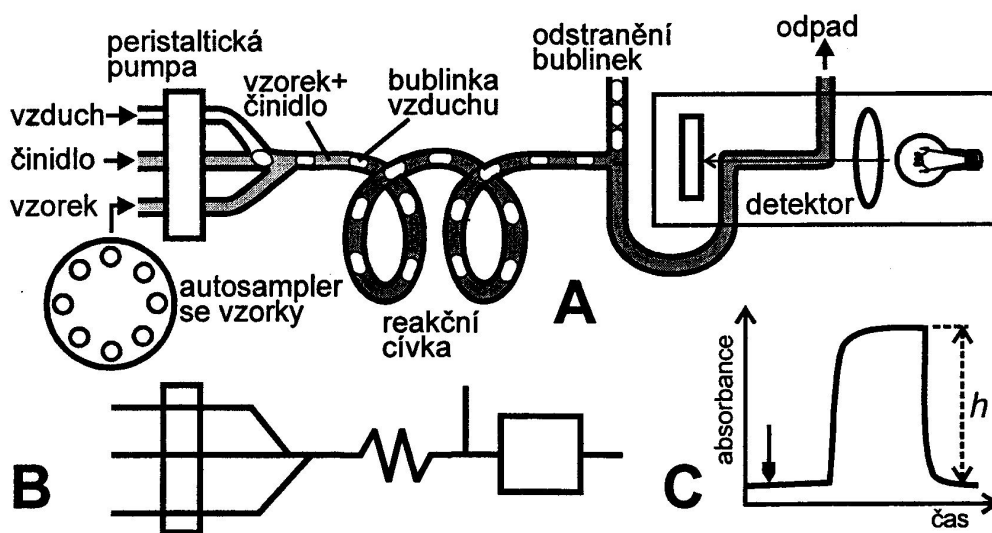 peristaltická
pumpa
vzduch
činidlo
vzorek
vzorek+
činidlo
bublinka
vzduchu
odstranění
bublinek
odpad
detektor
autosampler
se vzorky
reakční
cívka
A
B
C
absorbance
h
čas